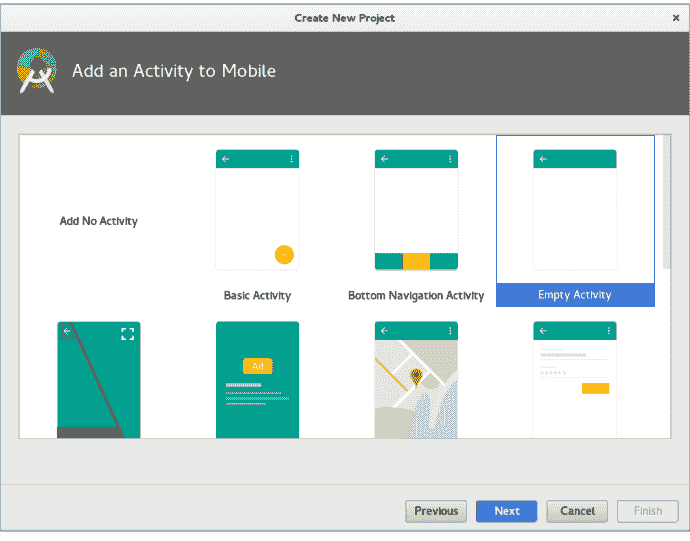 Create New Project
Add an Activity to Mobile
Add No Activity
Basic Activity
Bottom Navigation Activity
Empty Activity
Ad
Previous
Next
Cancel
Finish